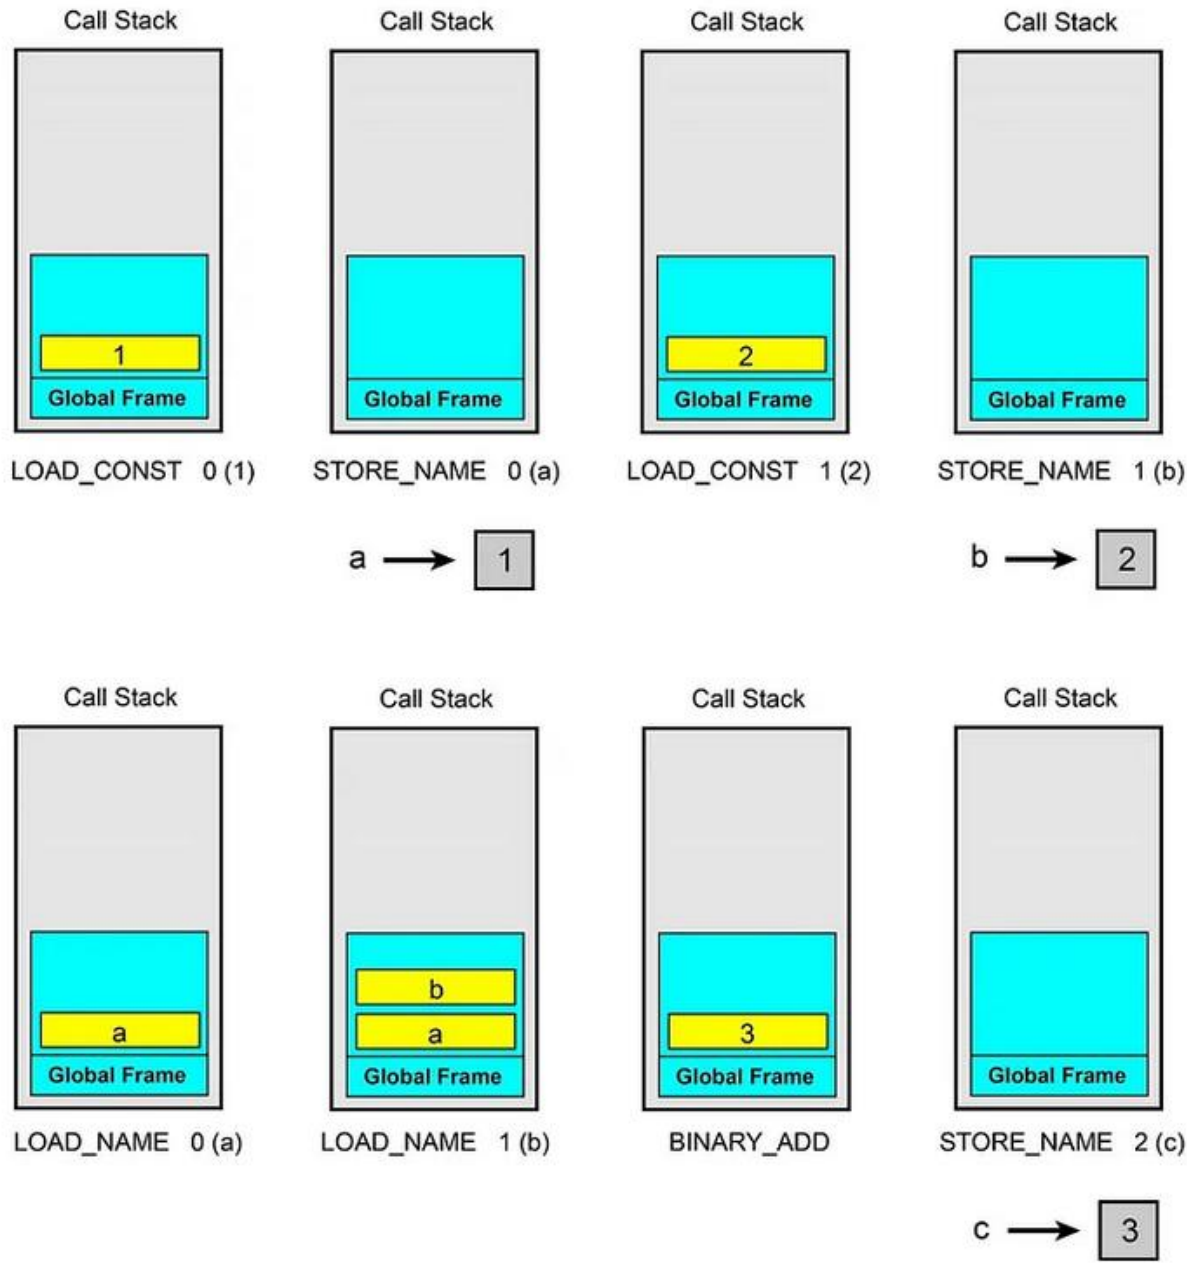 Call Stack Call Stack Call Stack Call Stack
1 2
Global Frame Global Frame Global Frame Global Frame
LOAD_CONST 0 (1) STORE_NAME 0 (a) LOAD_CONST 1 (2) STORE_NAME 1 (b)
a 1 b 2
Call Stack Call Stack Call Stack Call Stack
b
a a 3
Global Frame Global Frame Global Frame Global Frame
LOAD_NAME 0 (a) LOAD_NAME 1 (b) BINARY_ADD STORE_NAME 2 (c)
c 3